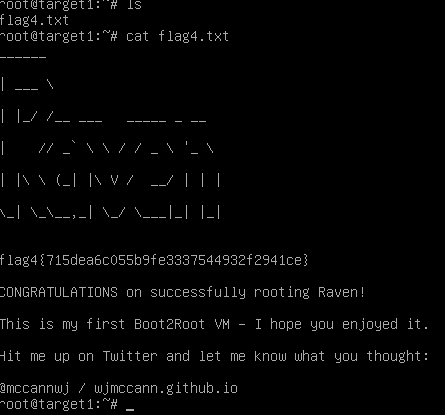 root@target1:~# ls
flag4.txt
root@target1:~# cat flag4.txt
______
| ___ \
| |_/ /__ ___   _____ _ __
|    // _` \ \ / / _ \ '_ \
| |\ \ (_| |\ V /  __/ | | |
\_| \_\__,_| \_/ \___|_| |_|
flag4{715dea6c055b9fe3337544932f2941ce}
CONGRATULATIONS on successfully rooting Raven!
This is my first Boot2Root VM - I hope you enjoyed it.
Hit me up on Twitter and let me know what you thought:
@mccannwj / wjmccann.github.io
root@target1:~# _